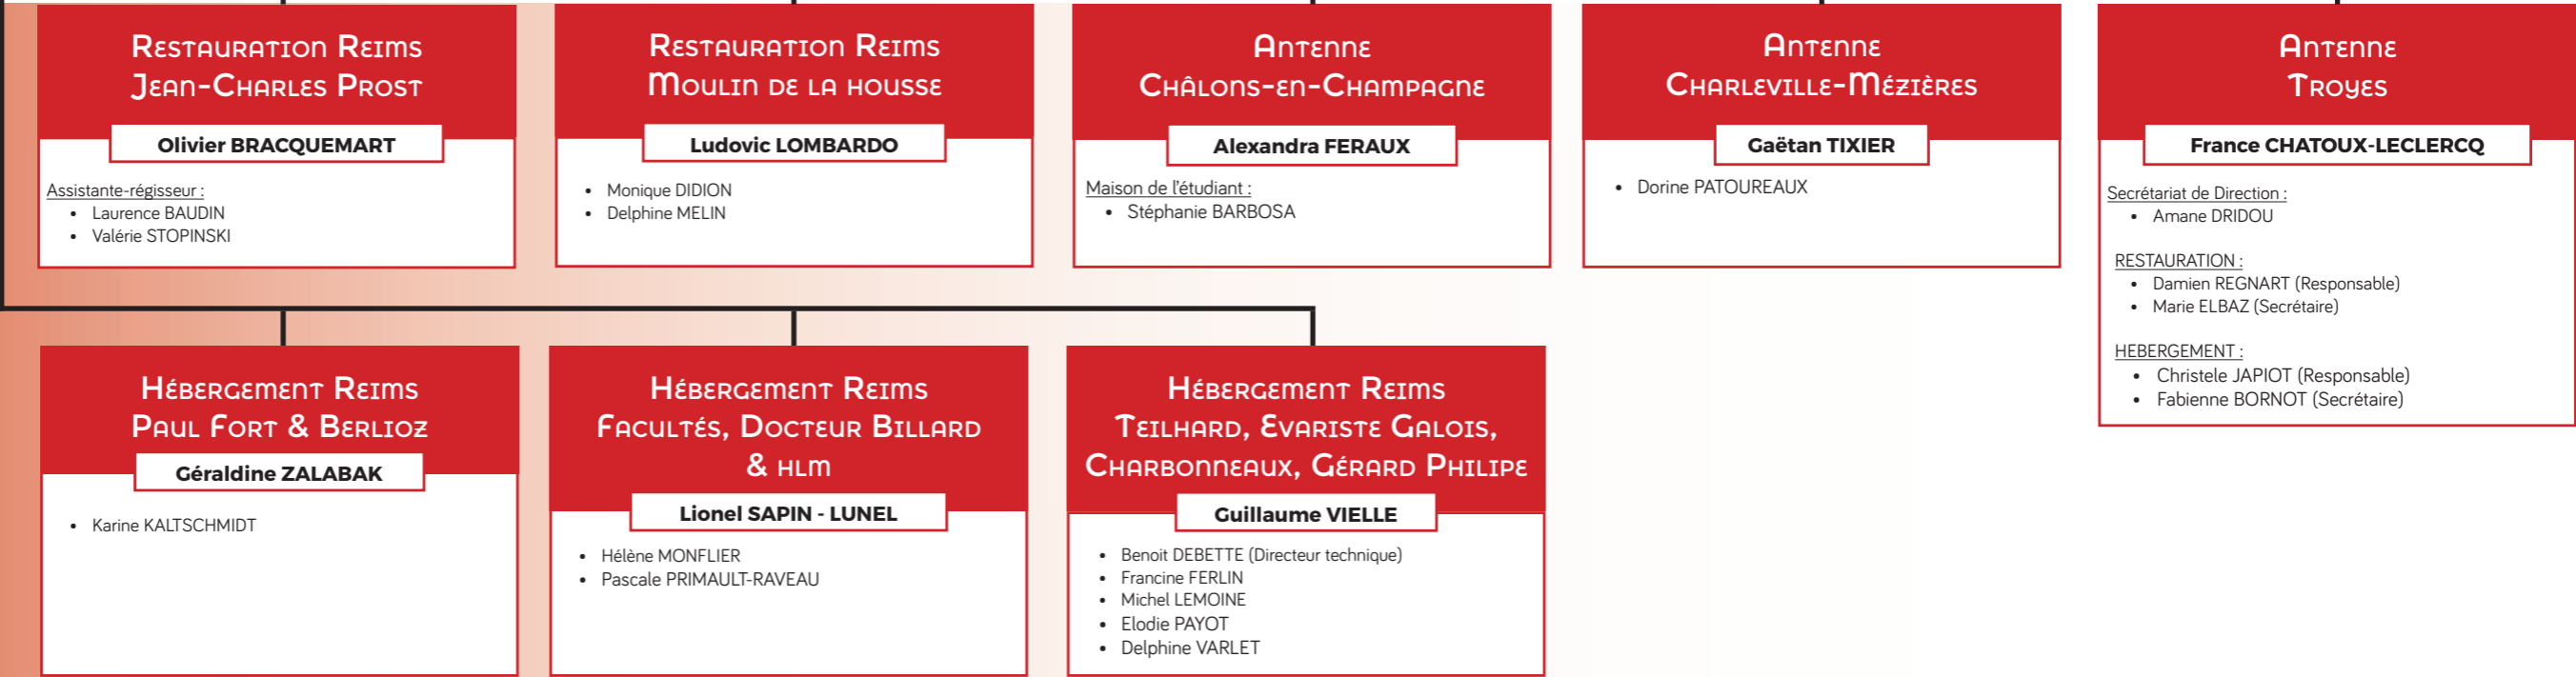 Restauration Reims
Jean-Charles Prost
Olivier BRACQUEMART
Assistante-régisseur :
• Laurence BAUDIN
• Valérie STOPINSKI
Restauration Reims
Moulin de la housse
Ludovic LOMBARDO
• Monique DIDION
• Delphine MELIN
Antenne
Châlons-en-Champagne
Alexandra FERAUX
Maison de l'étudiant :
• Stéphanie BARBOSA
Antenne
Charleville-Mézières
Gaëtan TIXIER
• Dorine PATOUREAUX
Antenne
Troyes
France CHATOUX-LECLERCQ
Secrétariat de Direction :
• Amane DRIDOU
RESTAURATION :
• Damien REGNART (Responsable)
• Marie ELBAZ (Secrétaire)
HEBERGEMENT :
• Christele JAPIOT (Responsable)
• Fabienne BORNOT (Secrétaire)
Hébergement Reims
Paul Fort & Berlioz
Géraldine ZALABAK
• Karine KALTSCHMIDT
Hébergement Reims
Facultés, Docteur Billard
& hlm
Lionel SAPIN - LUNEL
• Hélène MONFLIER
• Pascale PRIMAULT-RAVEAU
Hébergement Reims
Teilhard, Evariste Galois,
Charbonneaux, Gérard Philipe
Guillaume VIELLE
• Benoit DEBETTE (Directeur technique)
• Francine FERLIN
• Michel LEMOINE
• Elodie PAYOT
• Delphine VARLET